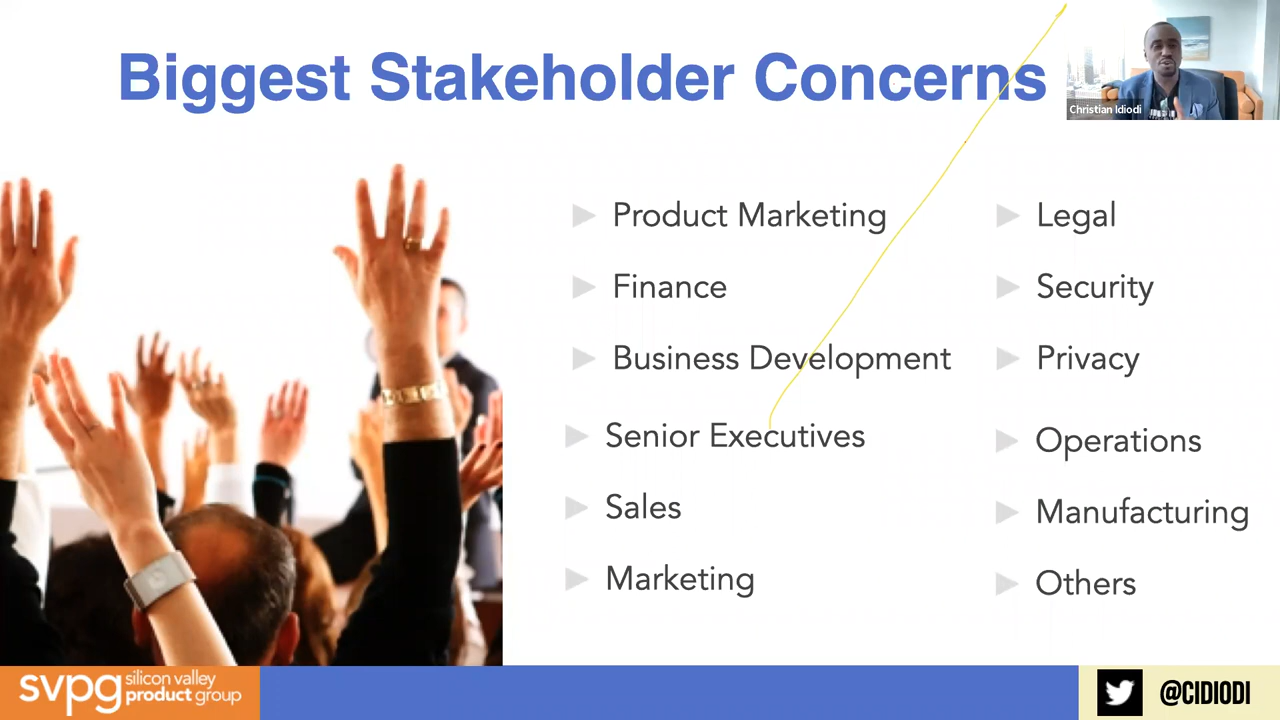 Biggest Stakeholder Concerns
Christian Idiodi
Product Marketing
Finance
Business Development
Senior Executives
Sales
Marketing
Legal
Security
Privacy
Operations
Manufacturing
Others
svpg silicon valley
product group
@CIDIODI